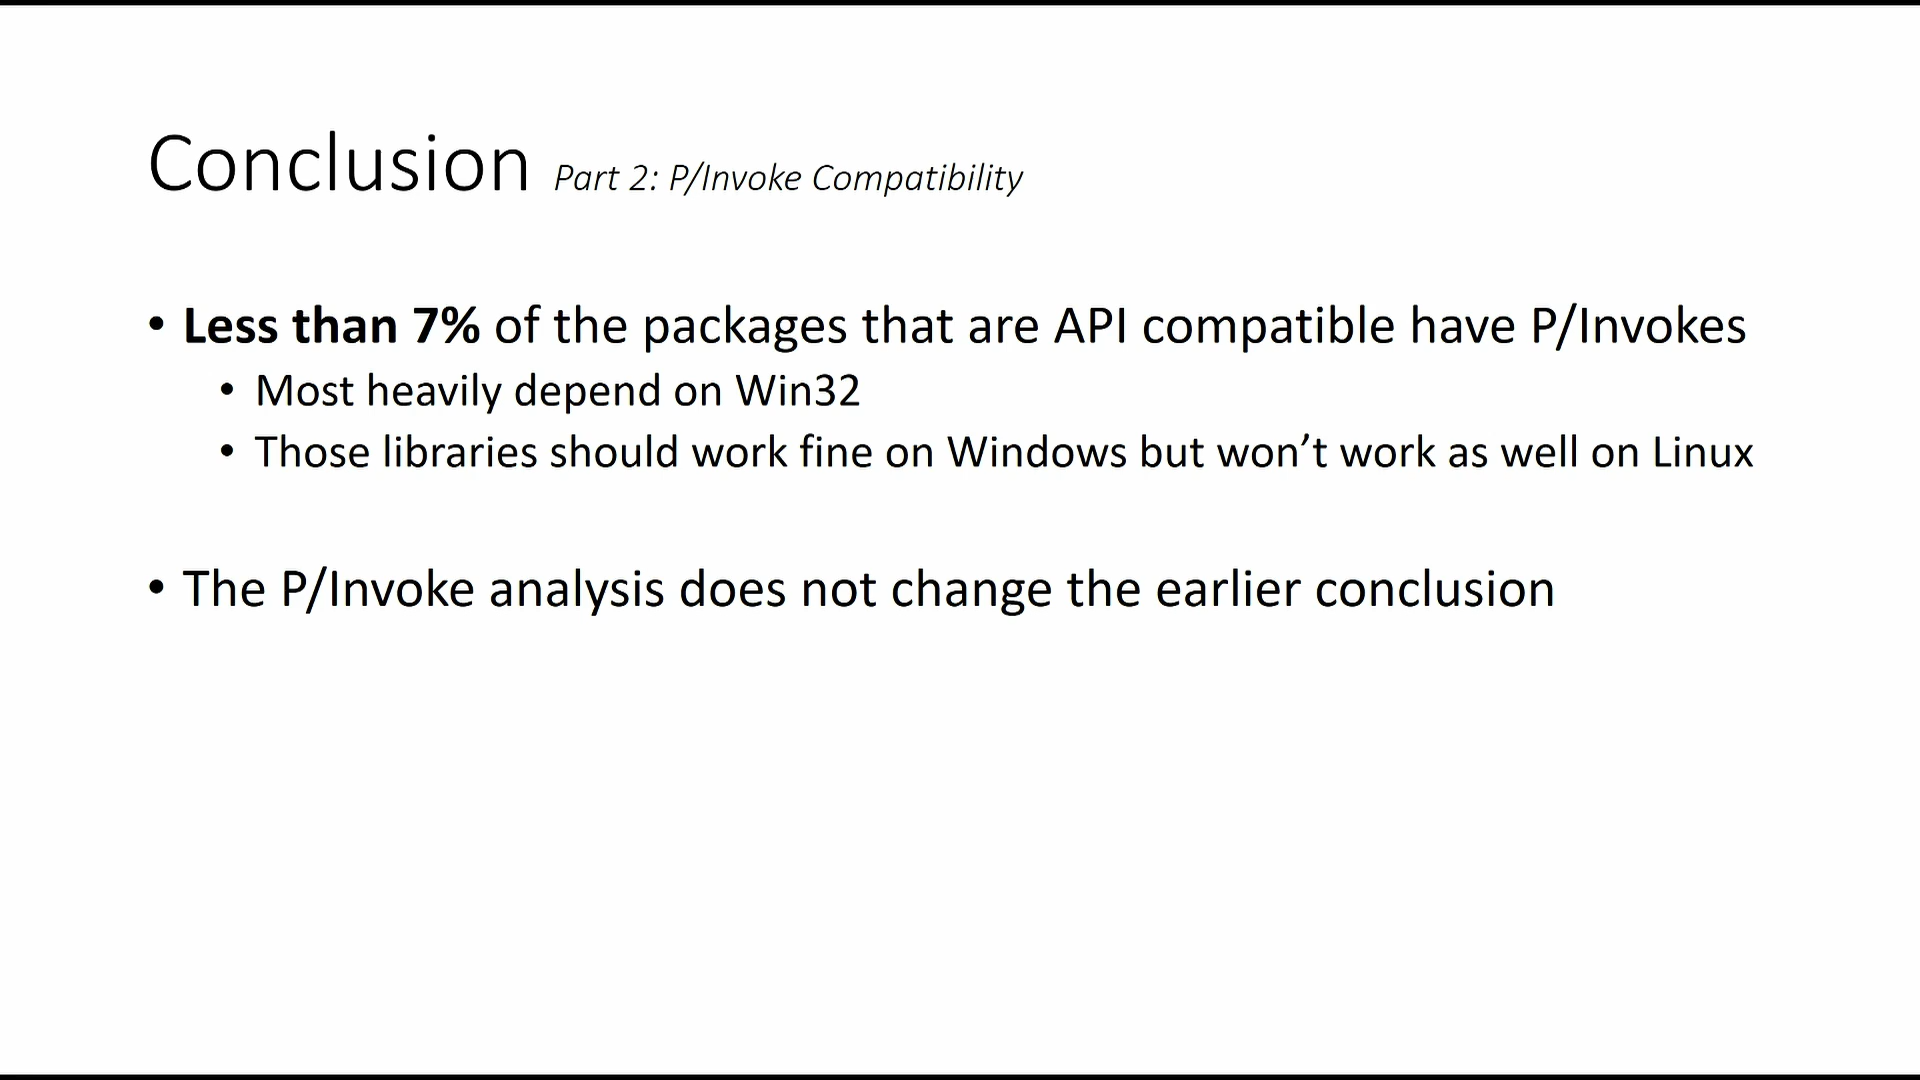 Conclusion Part 2: P/Invoke Compatibility
• Less than 7% of the packages that are API compatible have P/Invokes
• Most heavily depend on Win32
• Those libraries should work fine on Windows but won’t work as well on Linux
• The P/Invoke analysis does not change the earlier conclusion